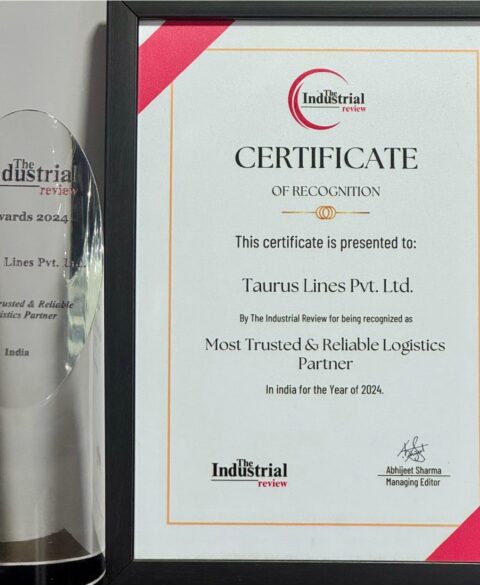 The
dustrial
review
wards 2024
Lines Pvt. Ltd.
rusted & Reliable
istics Partner
India
The
Industrial
review
CERTIFICATE
OF RECOGNITION
This certificate is presented to:
Taurus Lines Pvt. Ltd.
By The Industrial Review for being recognized as
Most Trusted & Reliable Logistics
Partner
In india for the Year of 2024.
The
Industrial
review
Abhijeet Sharma
Managing Editor